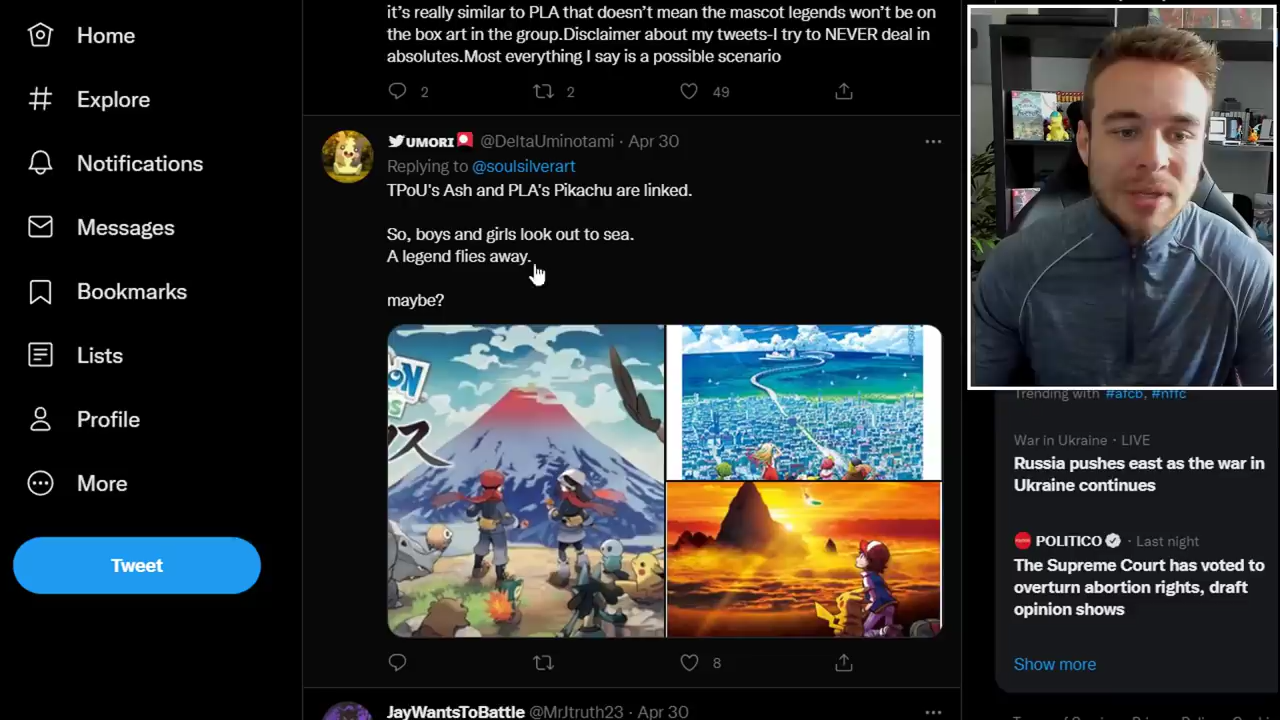 Home
Explore
Notifications
Messages
Bookmarks
Lists
Profile
More
Tweet
it's really similar to PLA that doesn't mean the mascot legends won't be on
the box art in the group.Disclaimer about my tweets-I try to NEVER deal in
absolutes.Most everything I say is a possible scenario
2 2 49
UMORI @DeltaUminotami · Apr 30
Replying to @soulsilverart
TPoU's Ash and PLA's Pikachu are linked.
So, boys and girls look out to sea.
A legend flies away.
maybe?
8
JayWantsToBattle @MrJtruth23 · Apr 30
Trending with #afcb, #nffc
War in Ukraine · LIVE
Russia pushes east as the war in
Ukraine continues
POLITICO · Last night
The Supreme Court has voted to
overturn abortion rights, draft
opinion shows
Show more